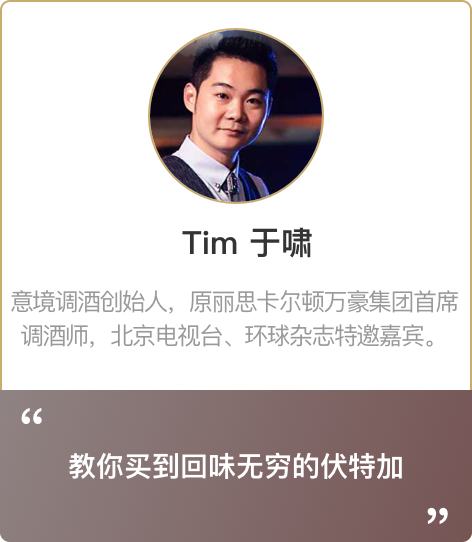 Tim 于啸
意境调酒创始人，原丽思卡尔顿万豪集团首席
调酒师，北京电视台、环球杂志特邀嘉宾。
“
教你买到回味无穷的伏特加
”